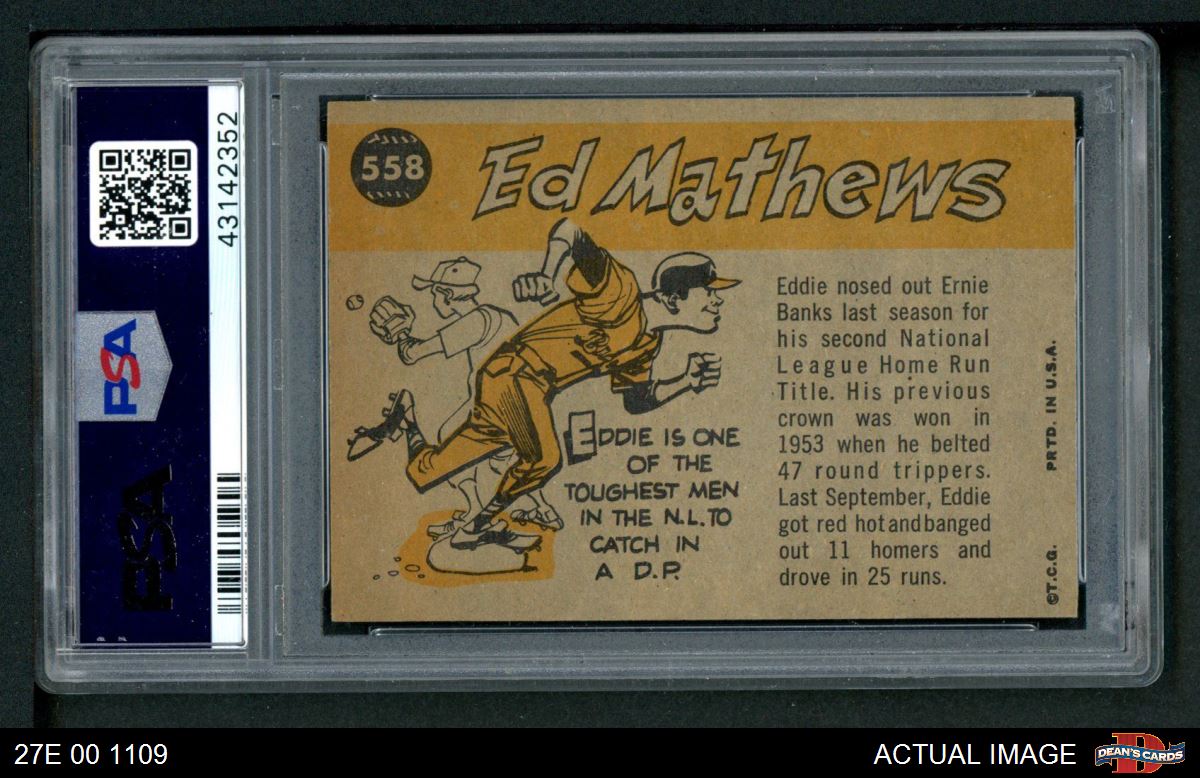 43142352
PSA
PSA
558
Ed Mathews
Eddie nosed out Ernie
Banks last season for
his second National
League Home Run
Title. His previous
crown was won in
1953 when he belted
47 round trippers.
Last September, Eddie
got red hot and banged
out 11 homers and
drove in 25 runs.
EDDIE IS ONE
OF THE
TOUGHEST MEN
IN THE N.L. TO
CATCH IN
A D.P.
©T.C.G. PRTD. IN U.S.A.
27E 00 1109
ACTUAL IMAGE
DEAN'S CARDS